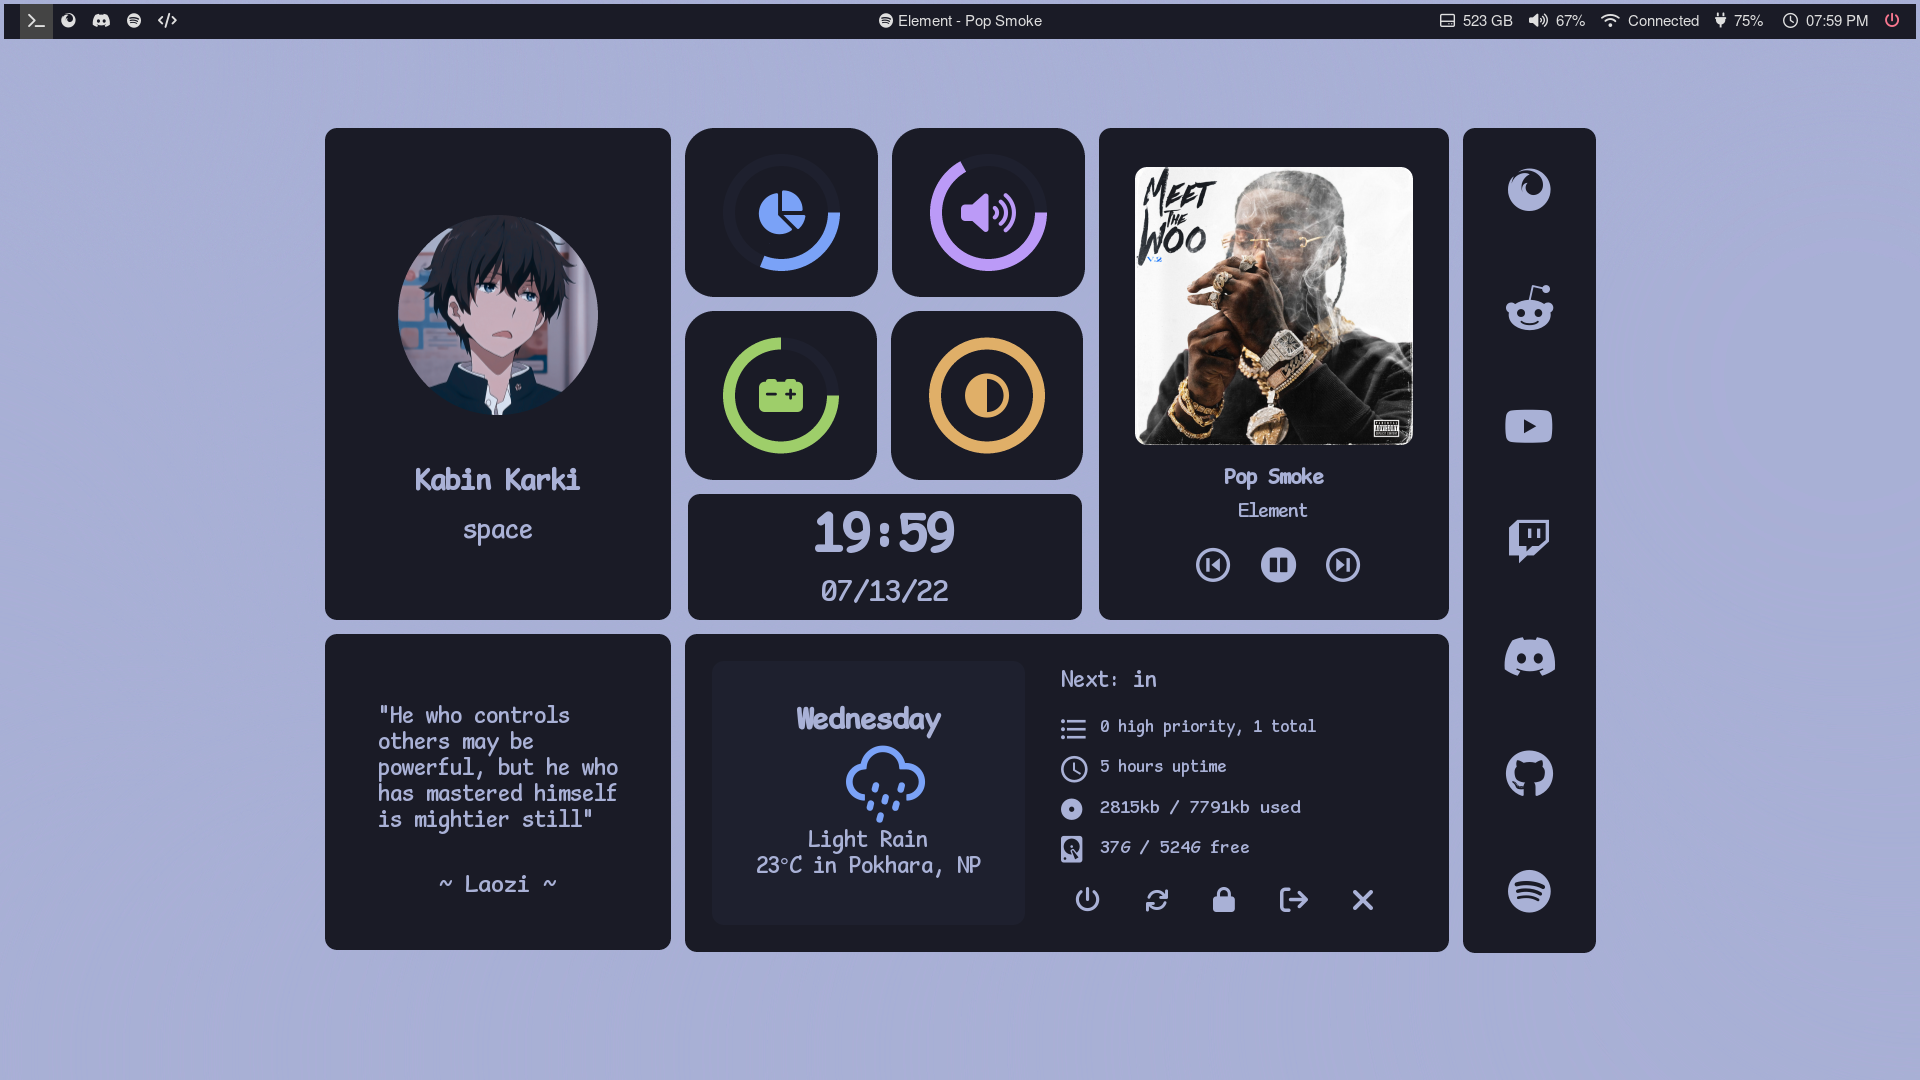 Element - Pop Smoke
523 GB
67%
Connected
75%
07:59 PM
Kabin Karki
space
19:59
07/13/22
MEET
THE
WOO
V.2
ADVISORY
Pop Smoke
Element
"He who controls
others may be
powerful, but he who
has mastered himself
is mightier still"
~ Laozi ~
Wednesday
Light Rain
23°C in Pokhara, NP
Next: in
0 high priority, 1 total
5 hours uptime
2815kb / 7791kb used
37G / 524G free